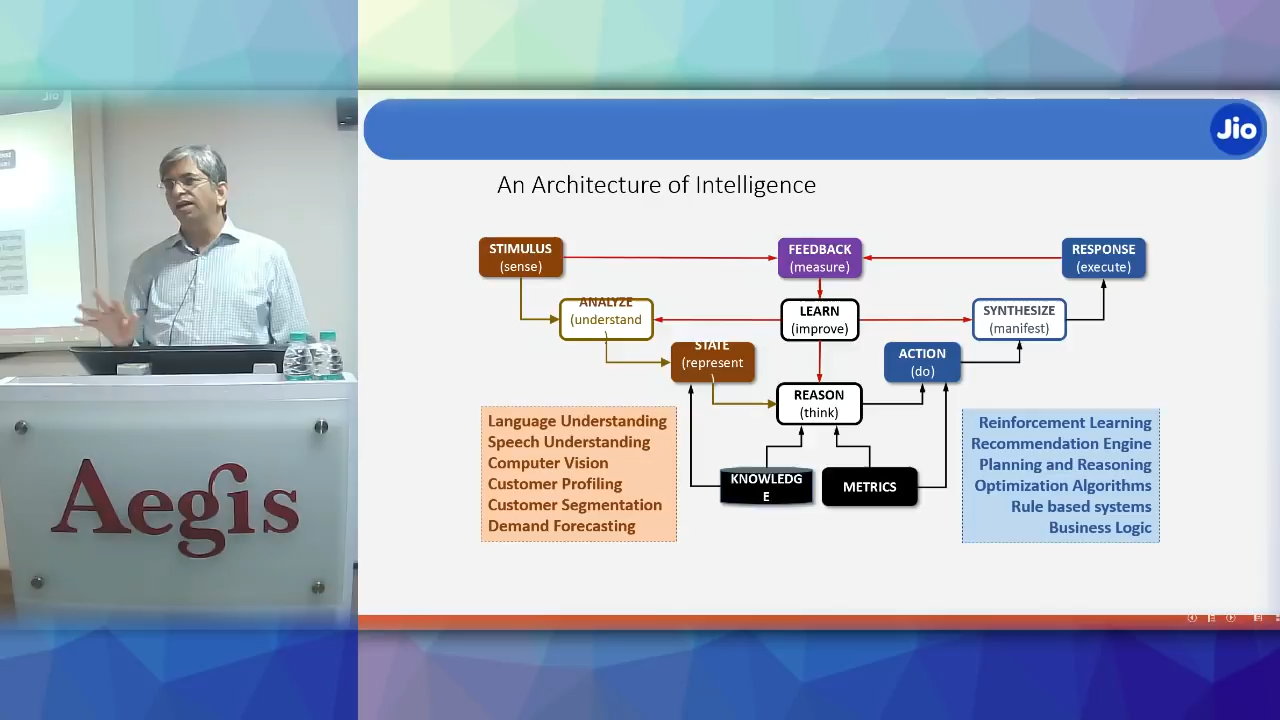 Jio
An Architecture of Intelligence
STIMULUS
(sense)
FEEDBACK
(measure)
RESPONSE
(execute)
ANALYZE
(understand
)
LEARN
(improve)
SYNTHESIZE
(manifest)
STATE
(represent
)
ACTION
(do)
REASON
(think)
KNOWLEDG
E
METRICS
Language Understanding
Speech Understanding
Computer Vision
Customer Profiling
Customer Segmentation
Demand Forecasting
Reinforcement Learning
Recommendation Engine
Planning and Reasoning
Optimization Algorithms
Rule based systems
Business Logic
Jio
Aegis